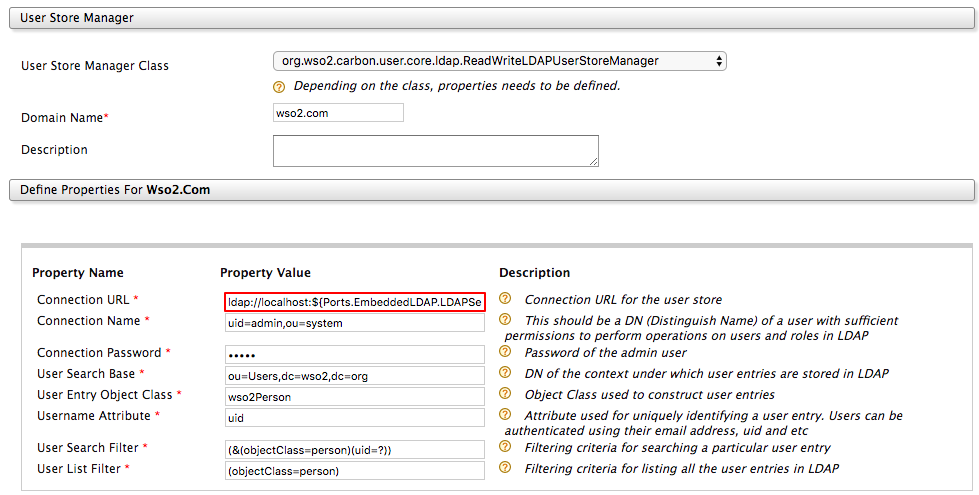 User Store Manager
User Store Manager Class org.wso2.carbon.user.core.ldap.ReadWriteLDAPUserStoreManager
? Depending on the class, properties needs to be defined.
Domain Name* wso2.com
Description
Define Properties For Wso2.Com
Property Name Property Value Description
Connection URL * ldap://localhost:${Ports.EmbeddedLDAP.LDAPSe ? Connection URL for the user store
Connection Name * uid=admin,ou=system ? This should be a DN (Distinguish Name) of a user with sufficient
permissions to perform operations on users and roles in LDAP
Connection Password * ••••• ? Password of the admin user
User Search Base * ou=Users,dc=wso2,dc=org ? DN of the context under which user entries are stored in LDAP
User Entry Object Class * wso2Person ? Object Class used to construct user entries
Username Attribute * uid ? Attribute used for uniquely identifying a user entry. Users can be
authenticated using their email address, uid and etc
User Search Filter * (&(objectClass=person)(uid=?)) ? Filtering criteria for searching a particular user entry
User List Filter * (objectClass=person) ? Filtering criteria for listing all the user entries in LDAP